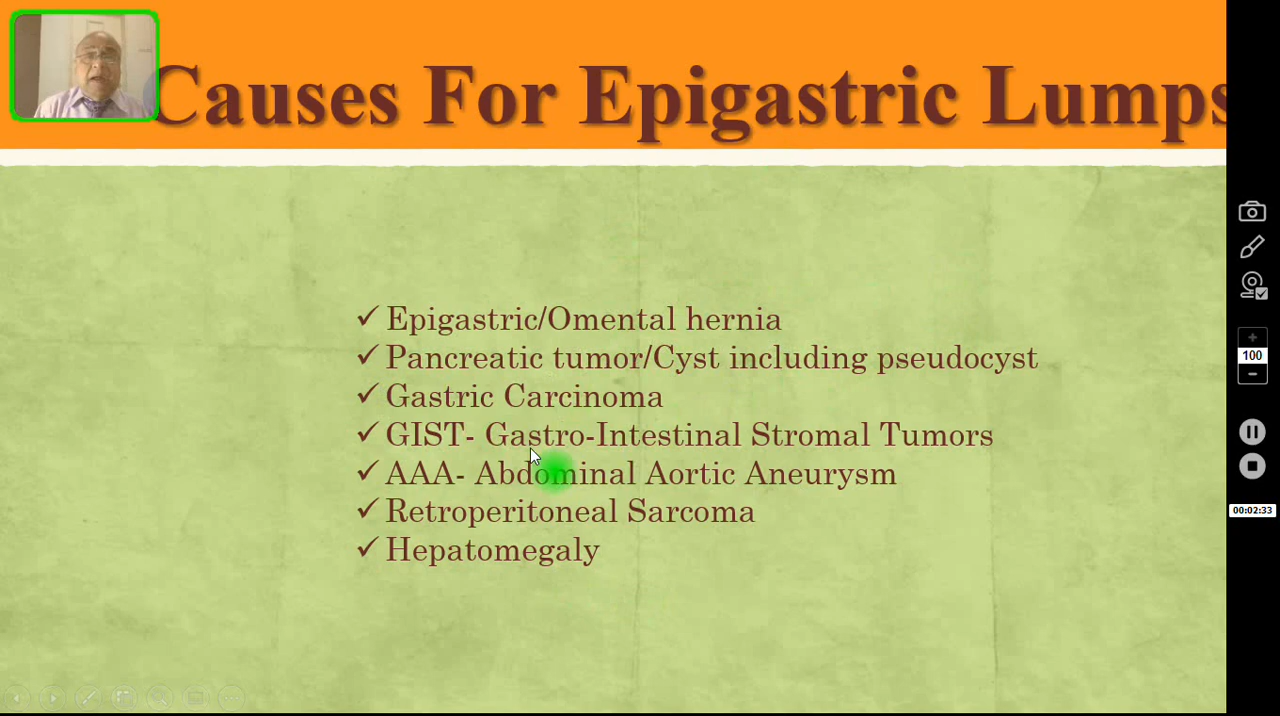 Causes For Epigastric Lumps
✓ Epigastric/Omental hernia
✓ Pancreatic tumor/Cyst including pseudocyst
✓ Gastric Carcinoma
✓ GIST- Gastro-Intestinal Stromal Tumors
✓ AAA- Abdominal Aortic Aneurysm
✓ Retroperitoneal Sarcoma
✓ Hepatomegaly
100
00:02:33